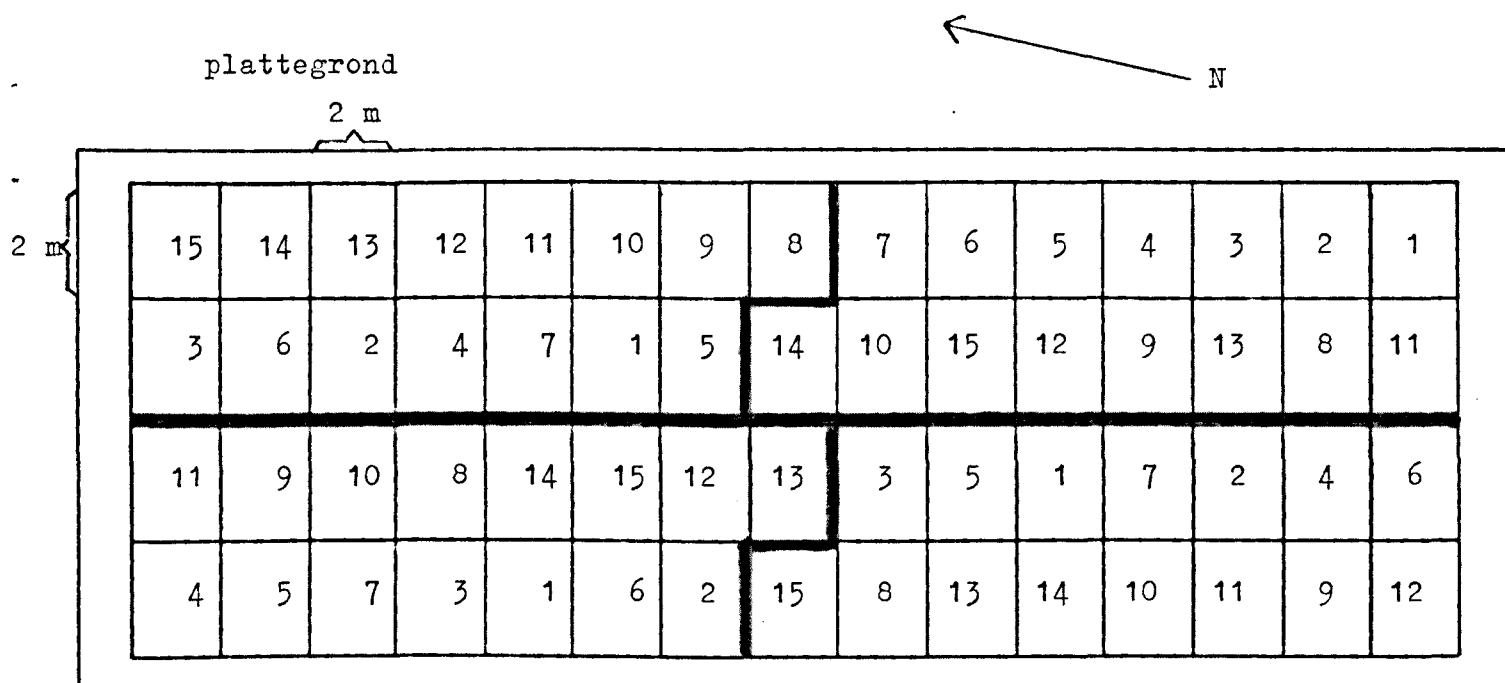 plattegrond
N
2 m
2 m
15 14 13 12 11 10 9 8 7 6 5 4 3 2 1
3 6 2 4 7 1 5 14 10 15 12 9 13 8 11
11 9 10 8 14 15 12 13 3 5 1 7 2 4 6
4 5 7 3 1 6 2 15 8 13 14 10 11 9 12